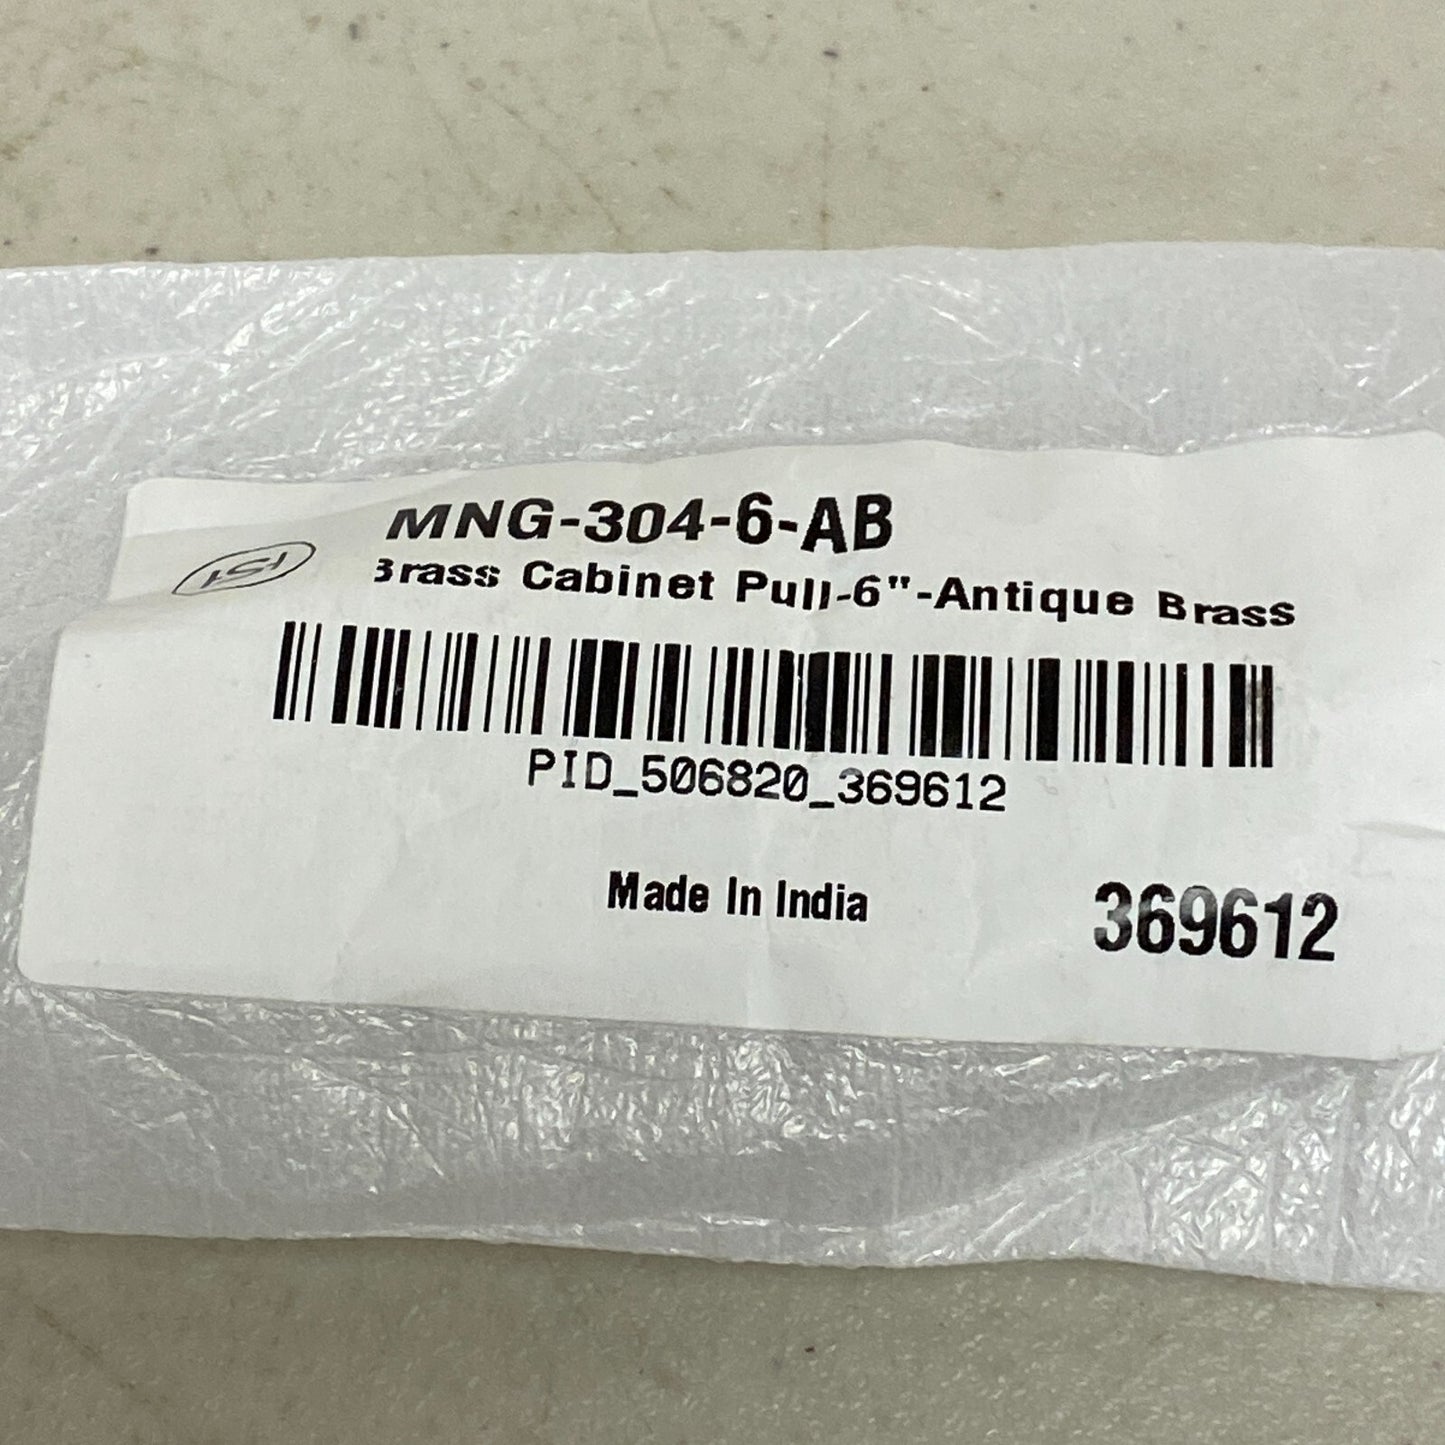 MNG-304-6-AB
Brass Cabinet Pull-6"-Antique Brass
PID_506820_369612
Made In India
369612